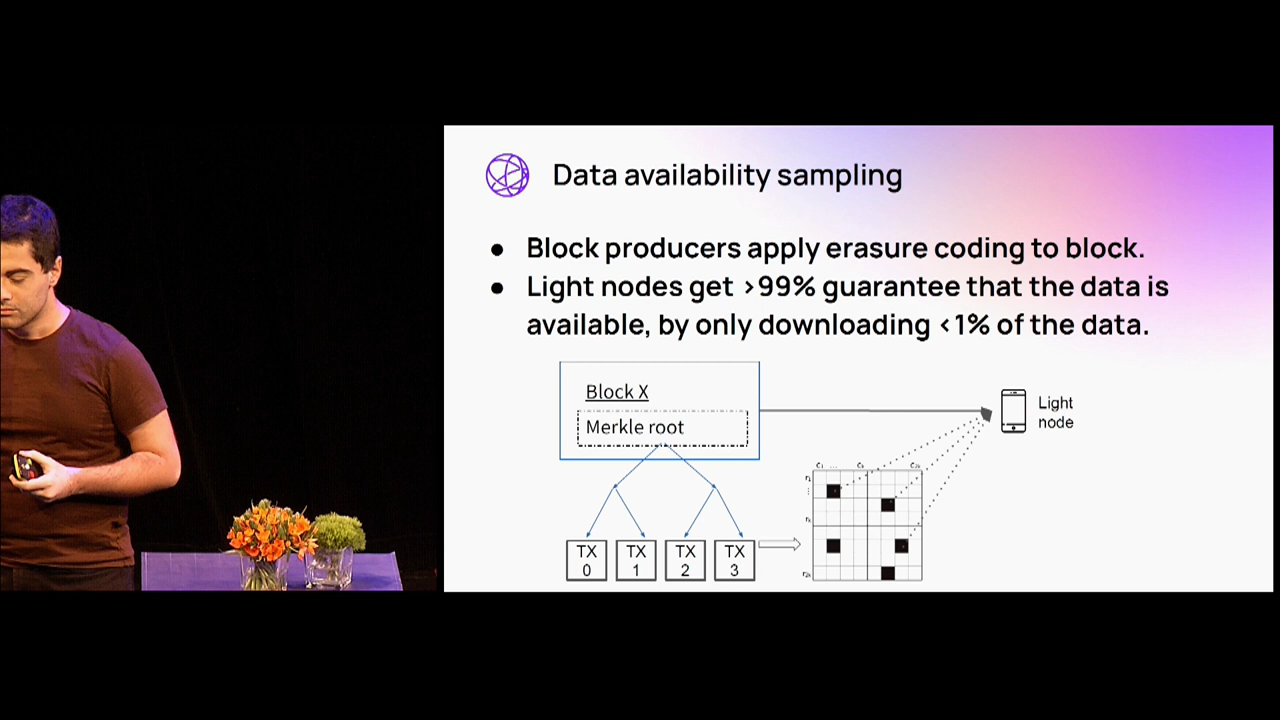 Data availability sampling
● Block producers apply erasure coding to block.
● Light nodes get >99% guarantee that the data is
available, by only downloading <1% of the data.
Block X
Merkle root
Light
node
TX
0
TX
1
TX
2
TX
3